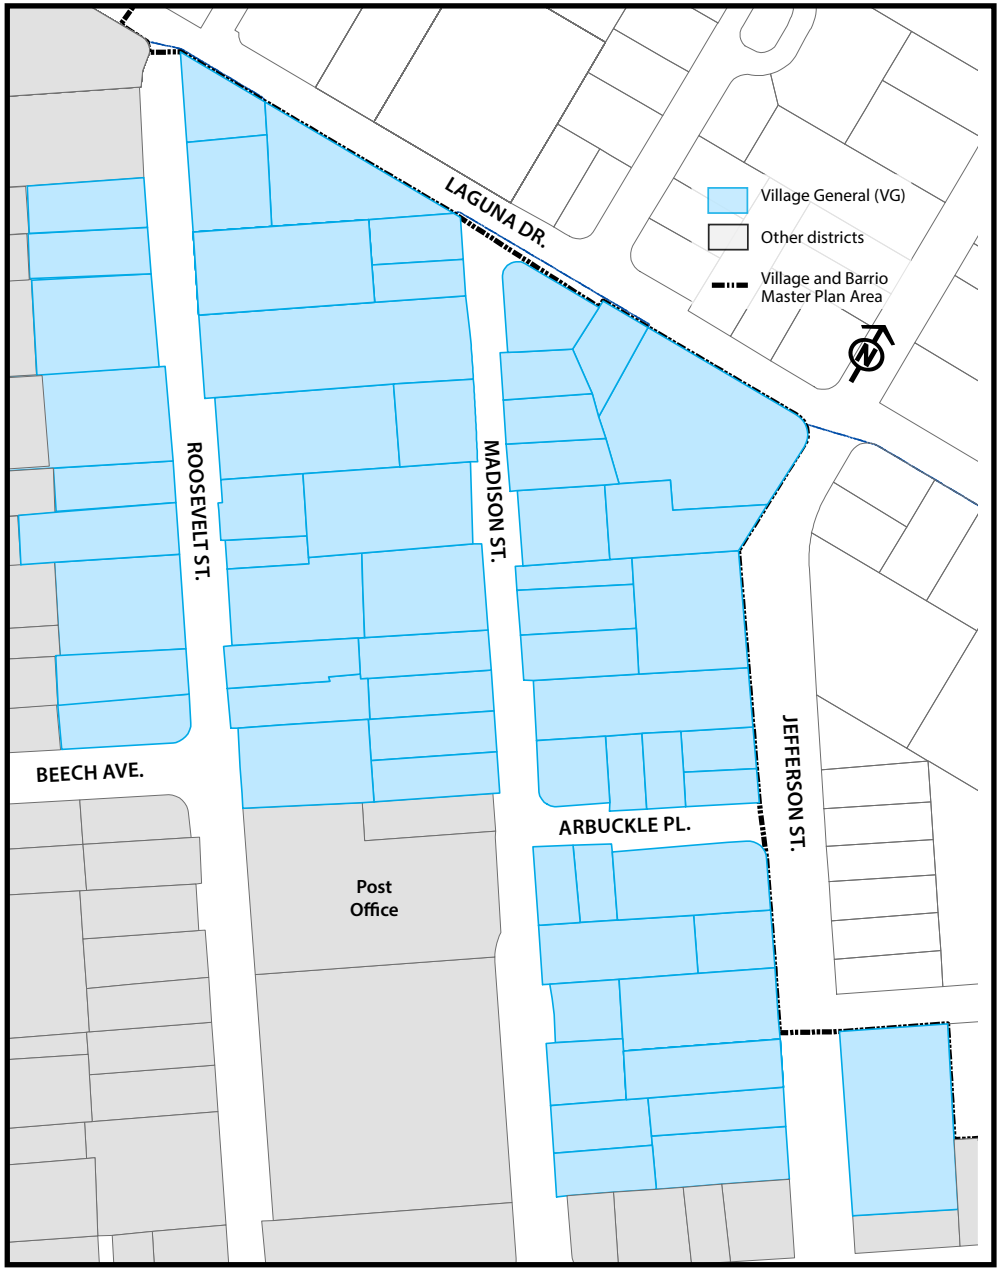 LAGUNA DR.
Village General (VG)
Other districts
Village and Barrio
Master Plan Area
N
ROOSEVELT ST.
MADISON ST.
JEFFERSON ST.
BEECH AVE.
ARBUCKLE PL.
Post
Office